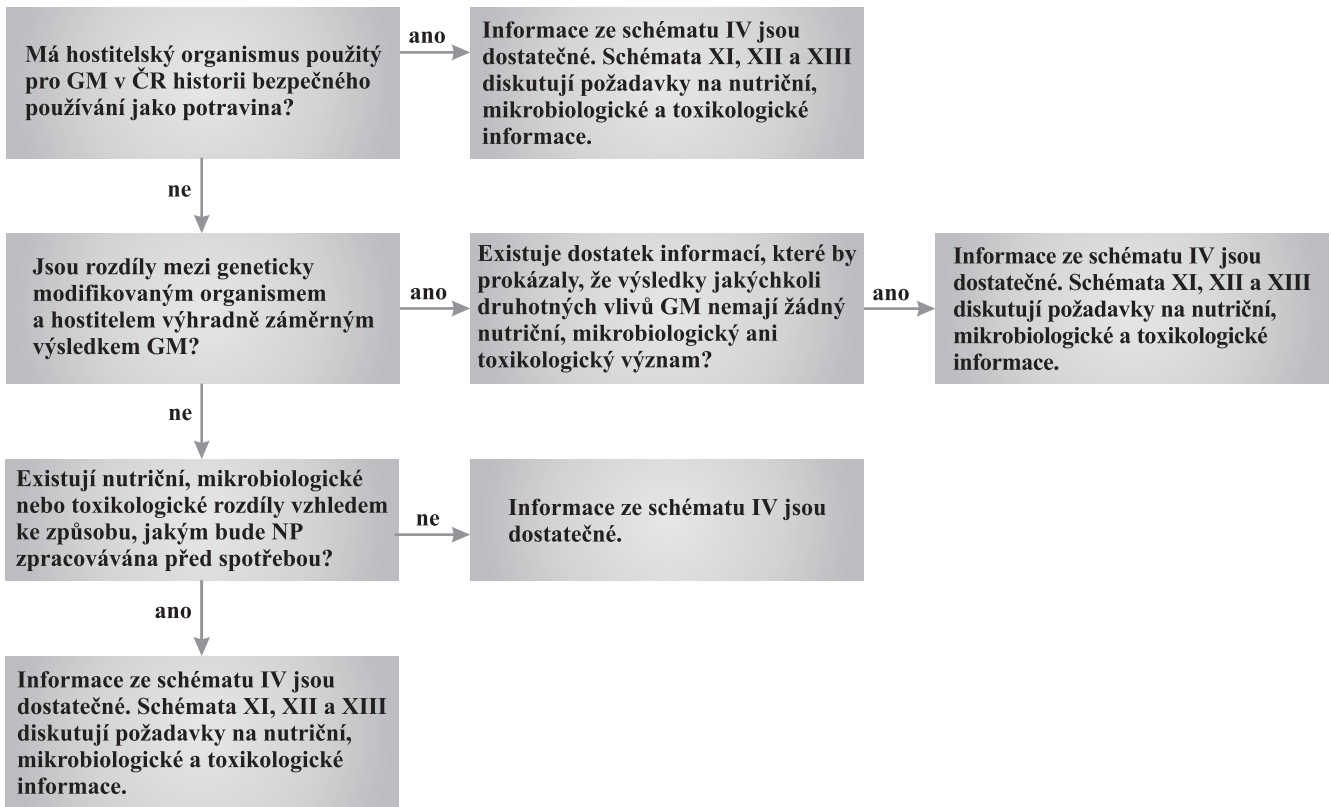 Má hostitelský organismus použitý
pro GM v ČR historii bezpečného
používání jako potravina?
ano
Informace ze schématu IV jsou
dostatečné. Schémata XI, XII a XIII
diskutují požadavky na nutriční,
mikrobiologické a toxikologické
informace.
ne
Jsou rozdíly mezi geneticky
modifikovaným organismem
a hostitelem výhradně záměrným
výsledkem GM?
ano
Existuje dostatek informací, které by
prokázaly, že výsledky jakýchkoli
druhotných vlivů GM nemají žádný
nutriční, mikrobiologický ani
toxikologický význam?
ano
Informace ze schématu IV jsou
dostatečné. Schémata XI, XII a XIII
diskutují požadavky na nutriční,
mikrobiologické a toxikologické
informace.
ne
Existují nutriční, mikrobiologické
nebo toxikologické rozdíly vzhledem
ke způsobu, jakým bude NP
zpracovávána před spotřebou?
ne
Informace ze schématu IV jsou
dostatečné.
ano
Informace ze schématu IV jsou
dostatečné. Schémata XI, XII a XIII
diskutují požadavky na nutriční,
mikrobiologické a toxikologické
informace.